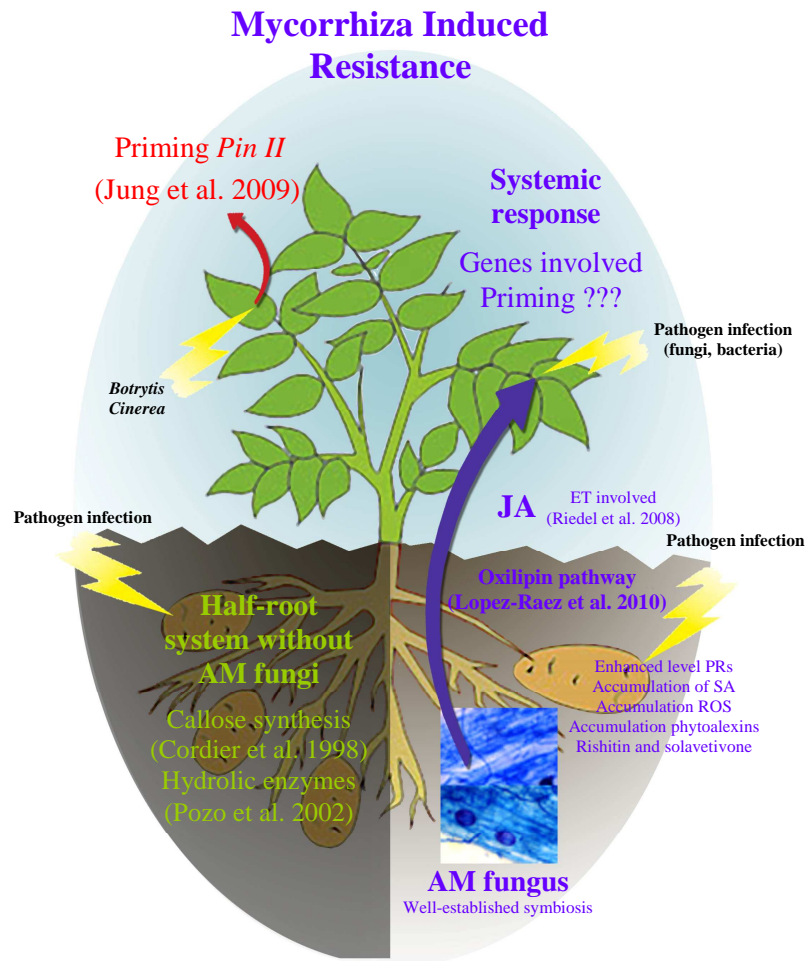 Mycorrhiza Induced
Resistance
Priming Pin II
(Jung et al. 2009)
Systemic
response
Genes involved
Priming ???
Pathogen infection
(fungi, bacteria)
Botrytis
Cinerea
Pathogen infection
JA
ET involved
(Riedel et al. 2008)
Pathogen infection
Oxilipin pathway
(Lopez-Raez et al. 2010)
Half-root
system without
AM fungi
Callose synthesis
(Cordier et al. 1998)
Hydrolic enzymes
(Pozo et al. 2002)
Enhanced level PRs
Accumulation of SA
Accumulation ROS
Accumulation phytoalexins
Rishitin and solavetivone
AM fungus
Well-established symbiosis